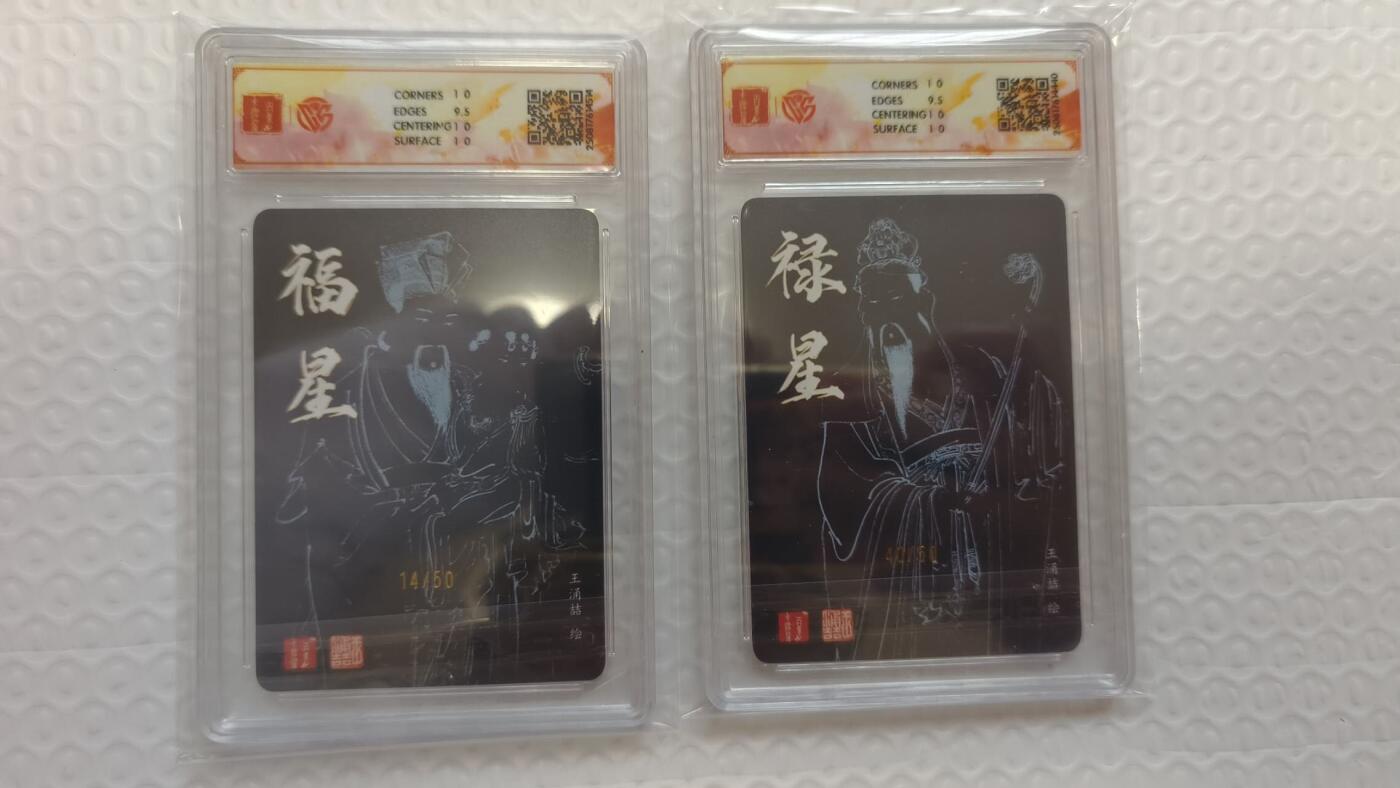 CORNERS 10
EDGES 9.5
CENTERING 10
SURFACE 10
福
星
14/50
王涌喆 绘
CORNERS 10
EDGES 9.5
CENTERING 10
SURFACE 10
禄
星
40/50
王涌喆 绘